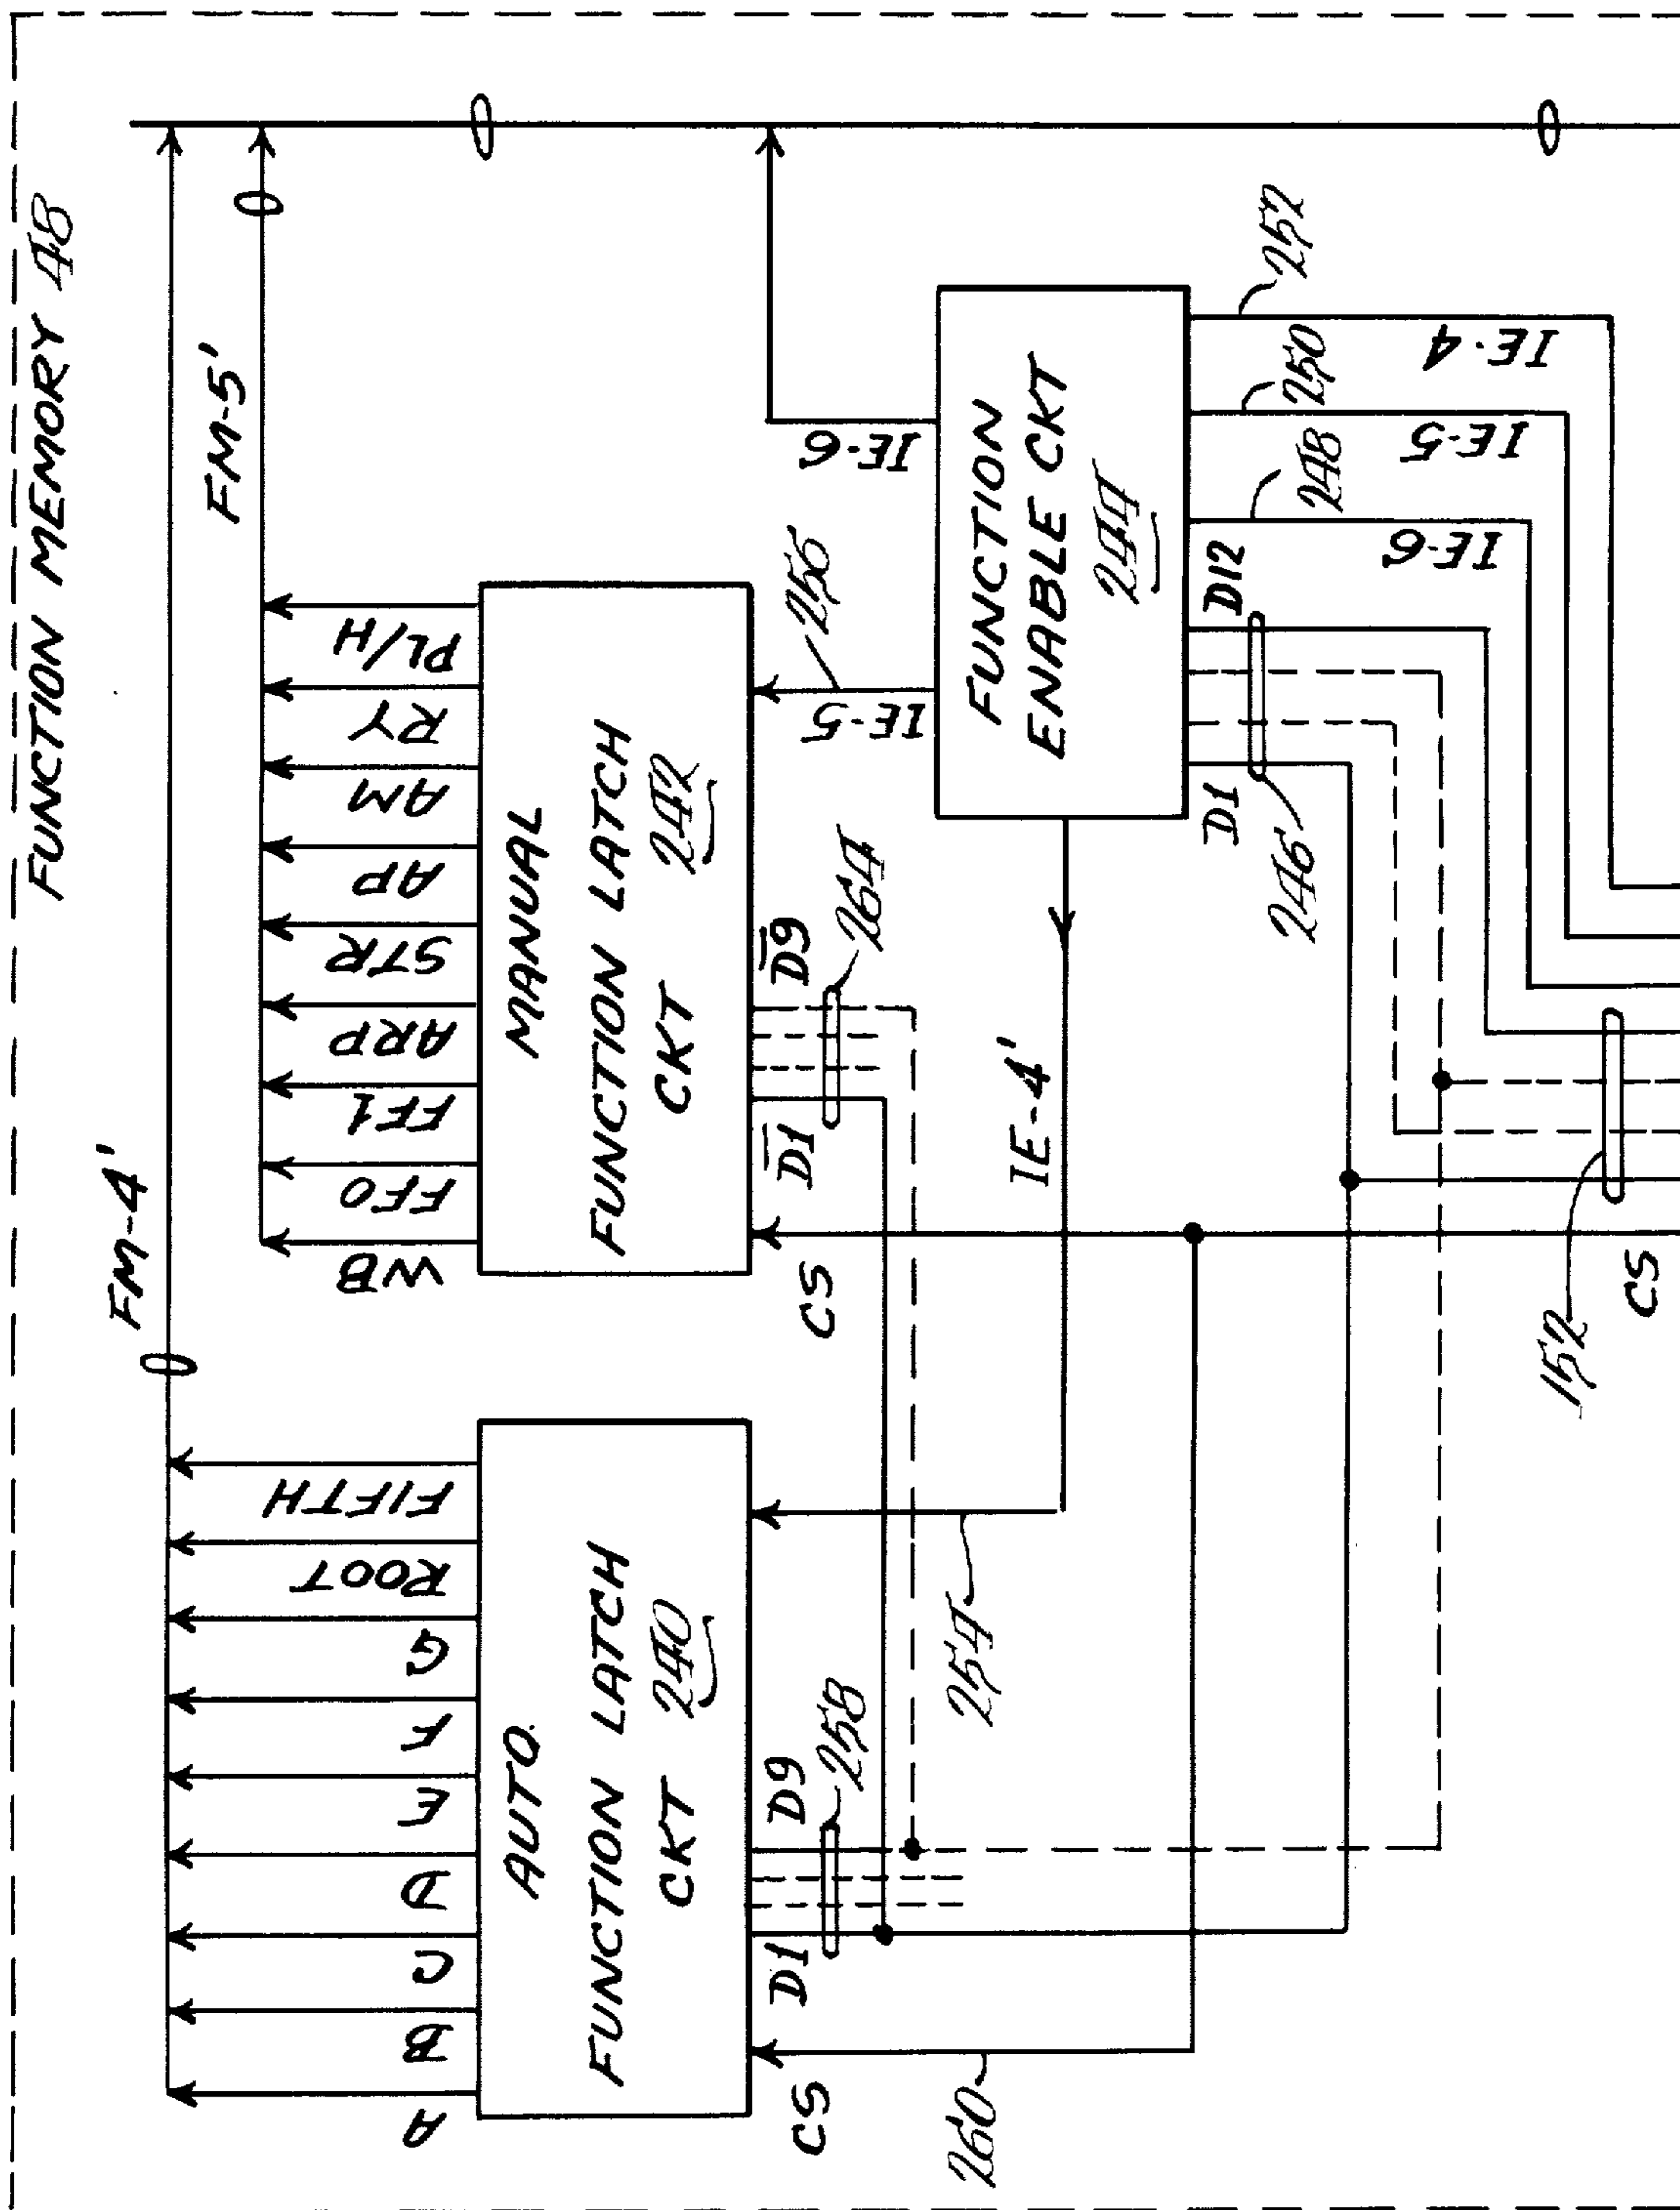 FUNCTION MEMORY 48
FM-4'
FM-5'
A
B
C
D
E
F
G
ROOT
FIFTH
WB
FF0
FF1
ARP
STR
AP
AM
RY
PL/H
AUTO.
FUNCTION LATCH
CKT 240
MANUAL
FUNCTION LATCH
CKT 242
CS
D1
D9
258
CS
D1
D9
264
IE-5
256
IE-6
260
254
IE-4'
FUNCTION
ENABLE CKT
244
D1
D12
246
IE-6
248
IE-5
250
IE-4
252
152
CS